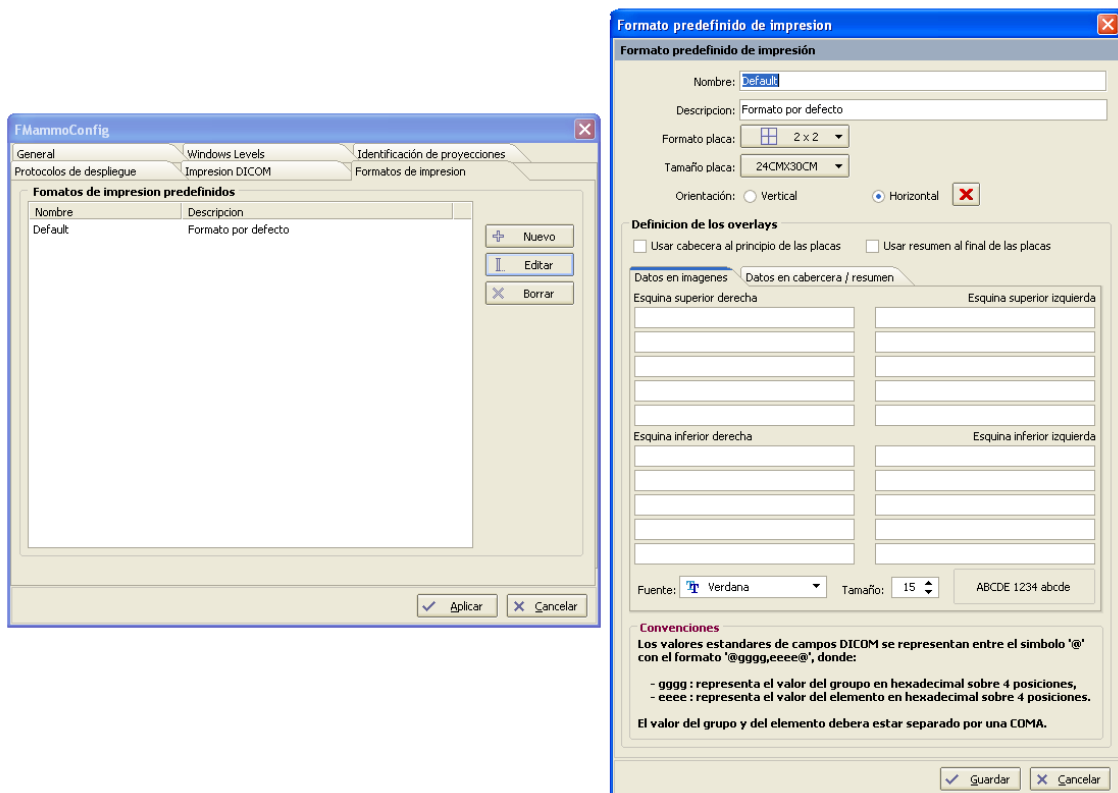 FMammoConfig
General
Windows Levels
Identificación de proyecciones
Protocolos de despliegue
Impresion DICOM
Formatos de impresion
Fomatos de impresion predefinidos
Nombre
Descripcion
Default
Formato por defecto
Nuevo
Editar
Borrar
Aplicar
Cancelar
Formato predefinido de impresion
Formato predefinido de impresión
Nombre: Default
Descripcion: Formato por defecto
Formato placa: 2 x 2
Tamaño placa: 24CMX30CM
Orientación: Vertical Horizontal
Definicion de los overlays
Usar cabecera al principio de las placas
Usar resumen al final de las placas
Datos en imagenes
Datos en cabercera / resumen
Esquina superior derecha
Esquina superior izquierda
Esquina inferior derecha
Esquina inferior izquierda
Fuente: Verdana
Tamaño: 15
ABCDE 1234 abcde
Convenciones
Los valores estandares de campos DICOM se representan entre el simbolo '@'
con el formato '@gggg,eeee@', donde:
- gggg : representa el valor del groupo en hexadecimal sobre 4 posiciones,
- eeee : representa el valor del elemento en hexadecimal sobre 4 posiciones.
El valor del grupo y del elemento debera estar separado por una COMA.
Guardar
Cancelar